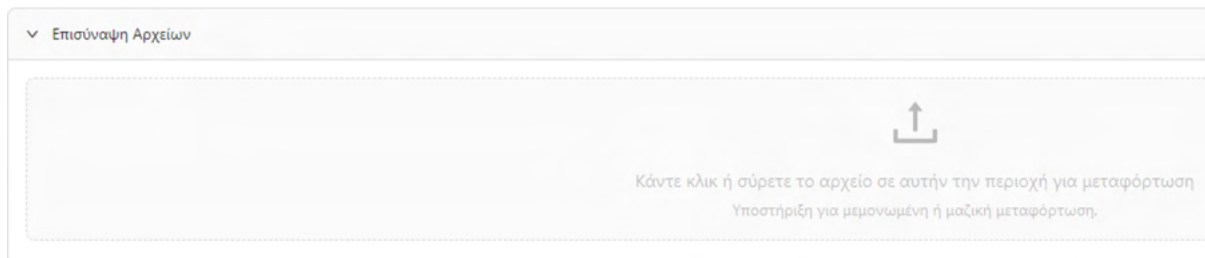 Επισύναψη Αρχείων
Κάντε κλικ ή σύρετε το αρχείο σε αυτήν την περιοχή για μεταφόρτωση
Υποστήριξη για μεμονωμένη ή μαζική μεταφόρτωση.